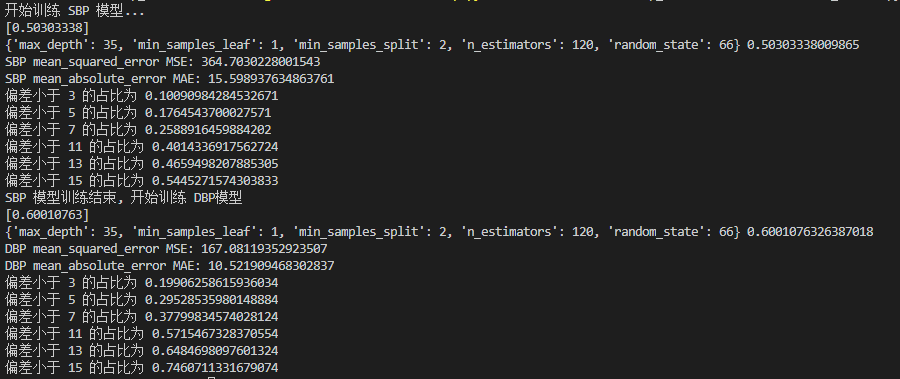 开始训练 SBP 模型...
[0.50303338]
{'max_depth': 35, 'min_samples_leaf': 1, 'min_samples_split': 2, 'n_estimators': 120, 'random_state': 66} 0.50303338009865
SBP mean_squared_error MSE: 364.7030228001543
SBP mean_absolute_error MAE: 15.598937634863761
偏差小于 3 的占比为 0.10090984284532671
偏差小于 5 的占比为 0.1764543700027571
偏差小于 7 的占比为 0.2588916459884202
偏差小于 11 的占比为 0.4014336917562724
偏差小于 13 的占比为 0.4659498207885305
偏差小于 15 的占比为 0.5445271574303833
SBP 模型训练结束, 开始训练 DBP模型
[0.60010763]
{'max_depth': 35, 'min_samples_leaf': 1, 'min_samples_split': 2, 'n_estimators': 120, 'random_state': 66} 0.6001076326387018
DBP mean_squared_error MSE: 167.08119352923507
DBP mean_absolute_error MAE: 10.521909468302837
偏差小于 3 的占比为 0.19906258615936034
偏差小于 5 的占比为 0.29528535980148884
偏差小于 7 的占比为 0.37799834574028124
偏差小于 11 的占比为 0.5715467328370554
偏差小于 13 的占比为 0.6484698097601324
偏差小于 15 的占比为 0.7460711331679074